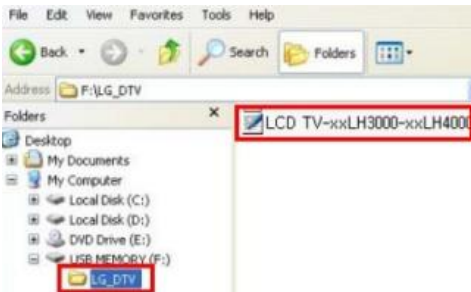 File Edit View Favorites Tools Help
Back Search Folders
Address F:\LG_DTV
Folders x
LCD TV-xxLH3000-xxLH4000
Desktop
My Documents
My Computer
Local Disk (C:)
Local Disk (D:)
DVD Drive (E:)
USB MEMORY (F:)
LG_DTV